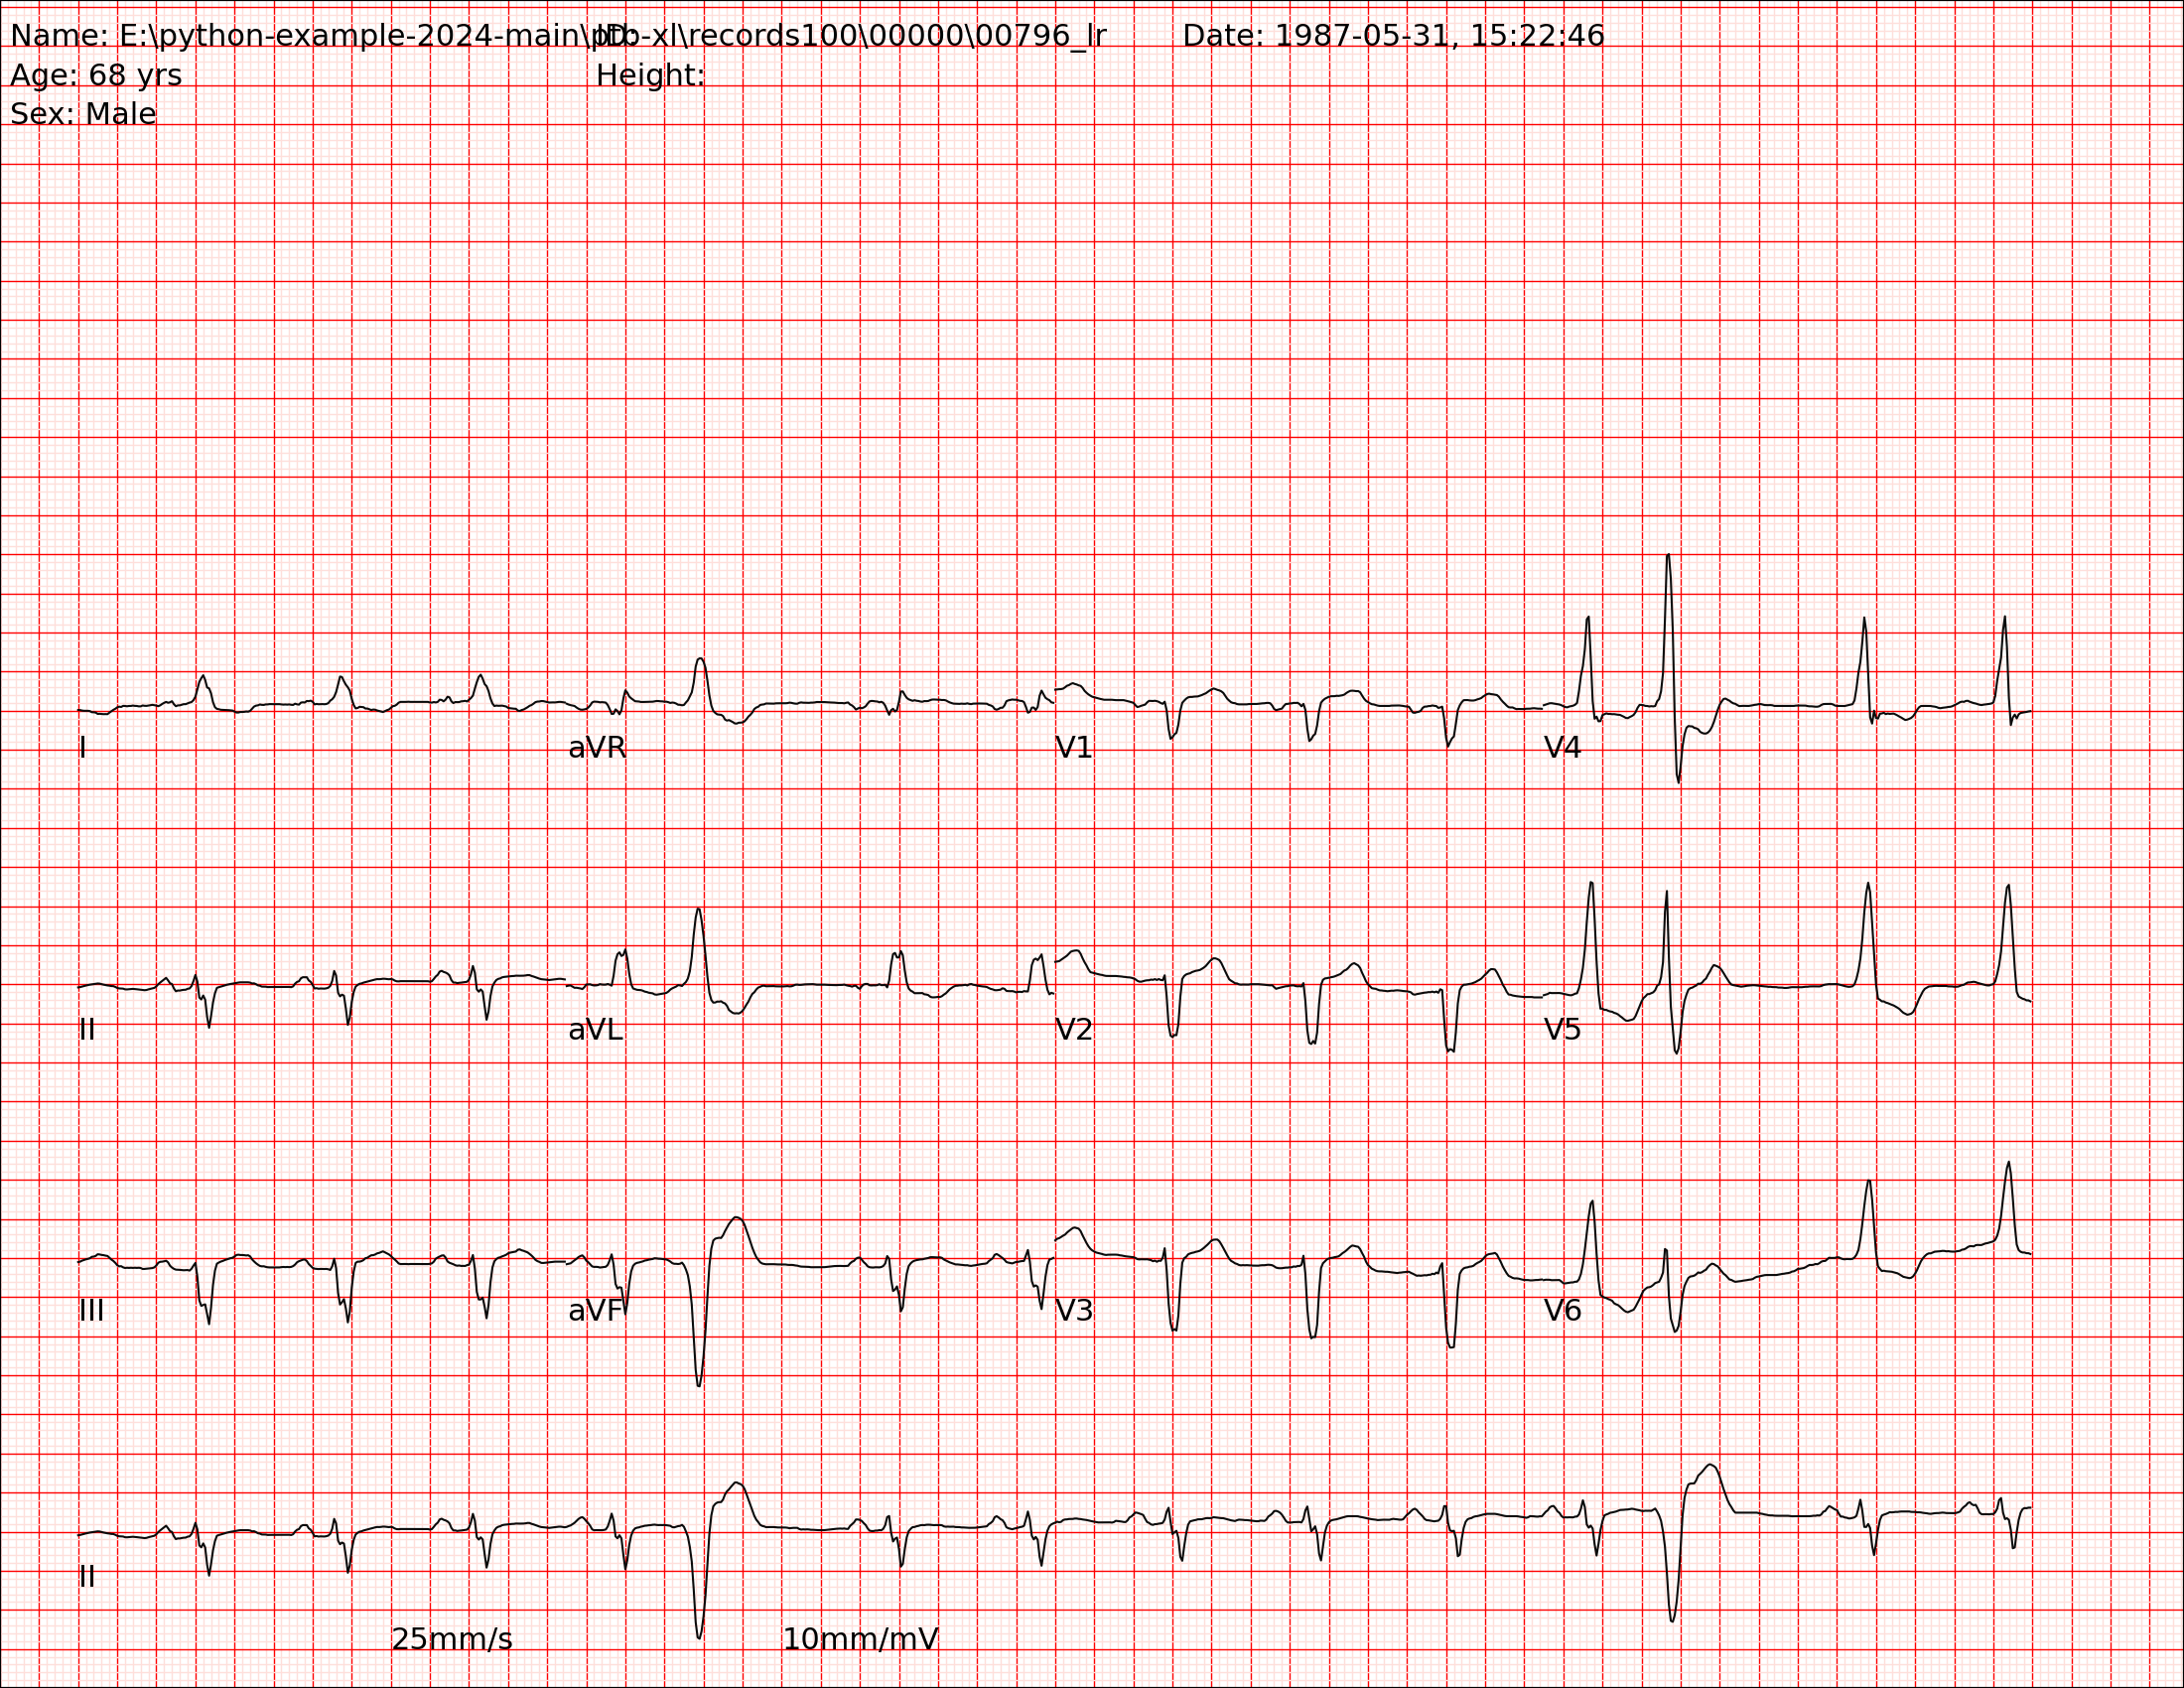 Name: E:\python-example-2024-main\ptb-xl\records100\00000\00796_lr ID: Date: 1987-05-31, 15:22:46
Age: 68 yrs Height:
Sex: Male
I aVR V1 V4
II aVL V2 V5
III aVF V3 V6
II
25mm/s 10mm/mV